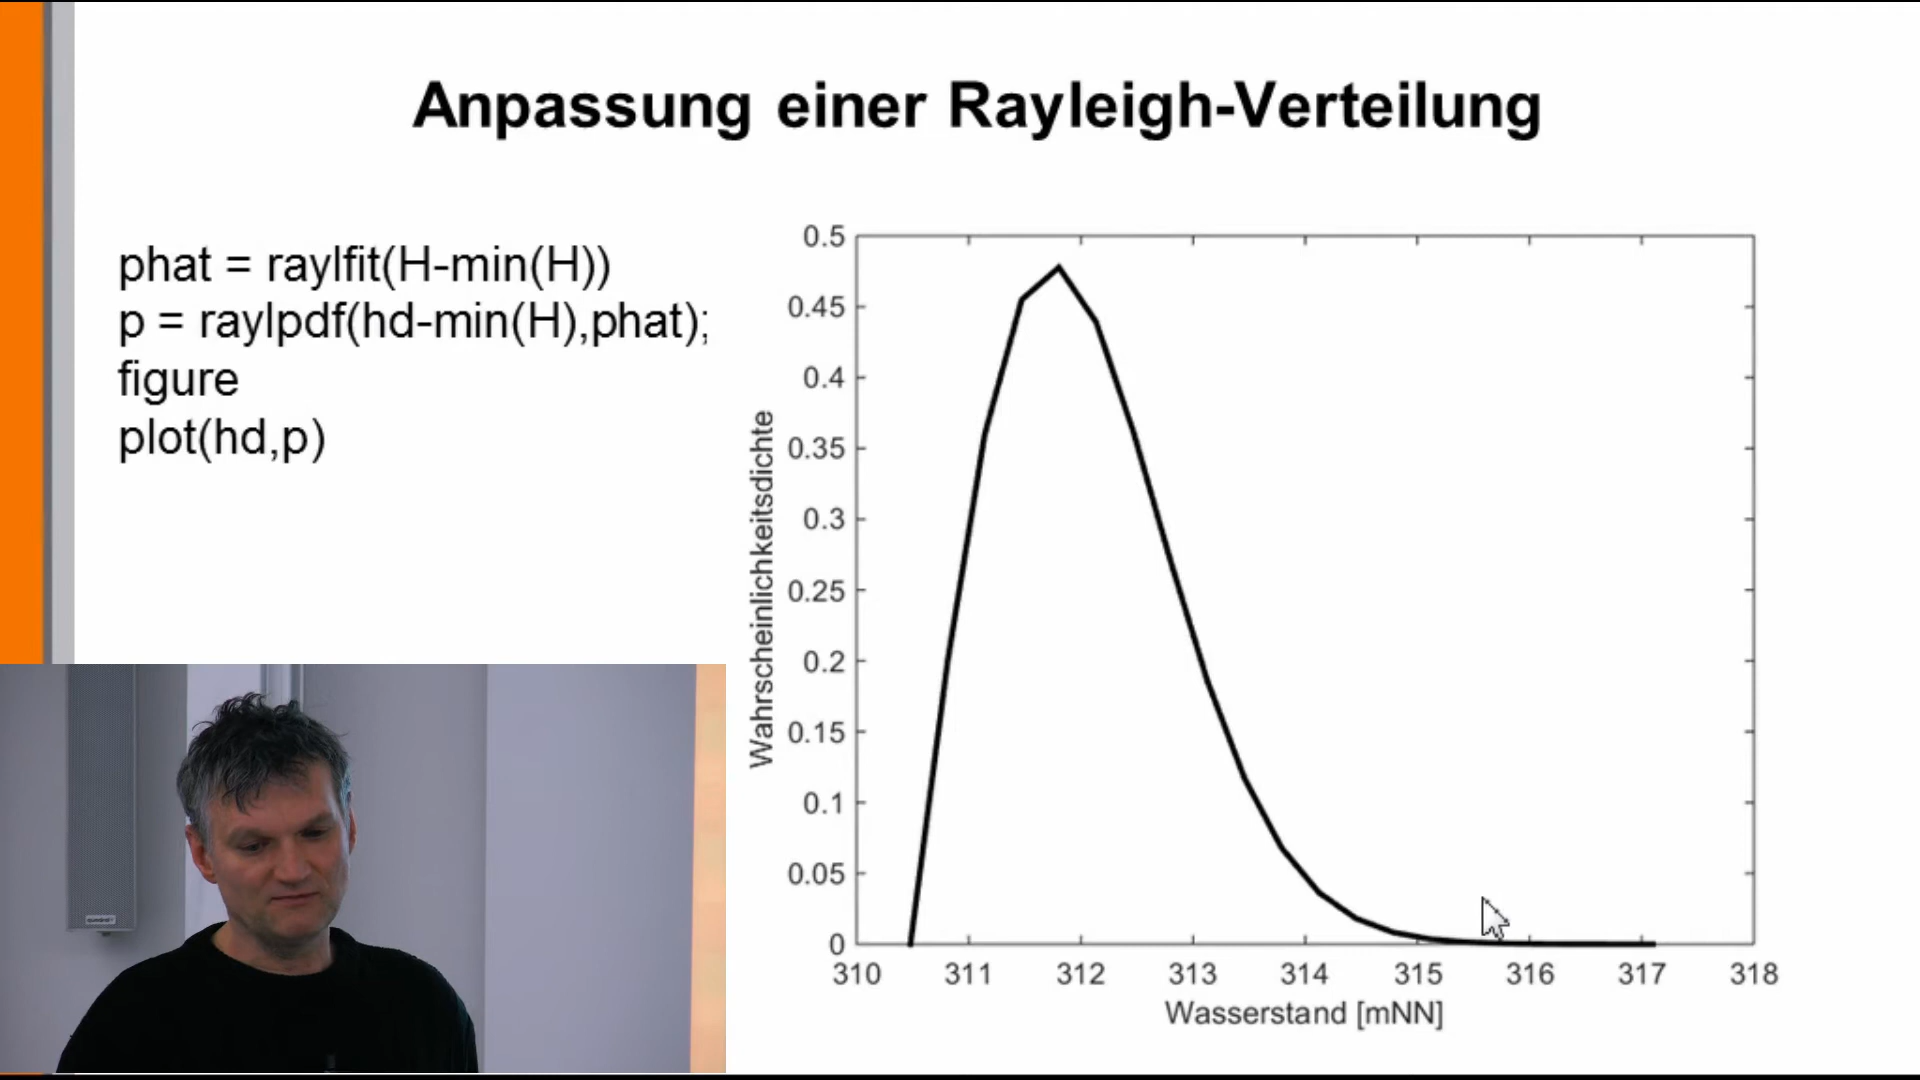 Anpassung einer Rayleigh-Verteilung
phat = raylfit(H-min(H))
p = raylpdf(hd-min(H),phat);
figure
plot(hd,p)
Wahrscheinlichkeitsdichte
0.5
0.45
0.4
0.35
0.3
0.25
0.2
0.15
0.1
0.05
0
310 311 312 313 314 315 316 317 318
Wasserstand [mNN]